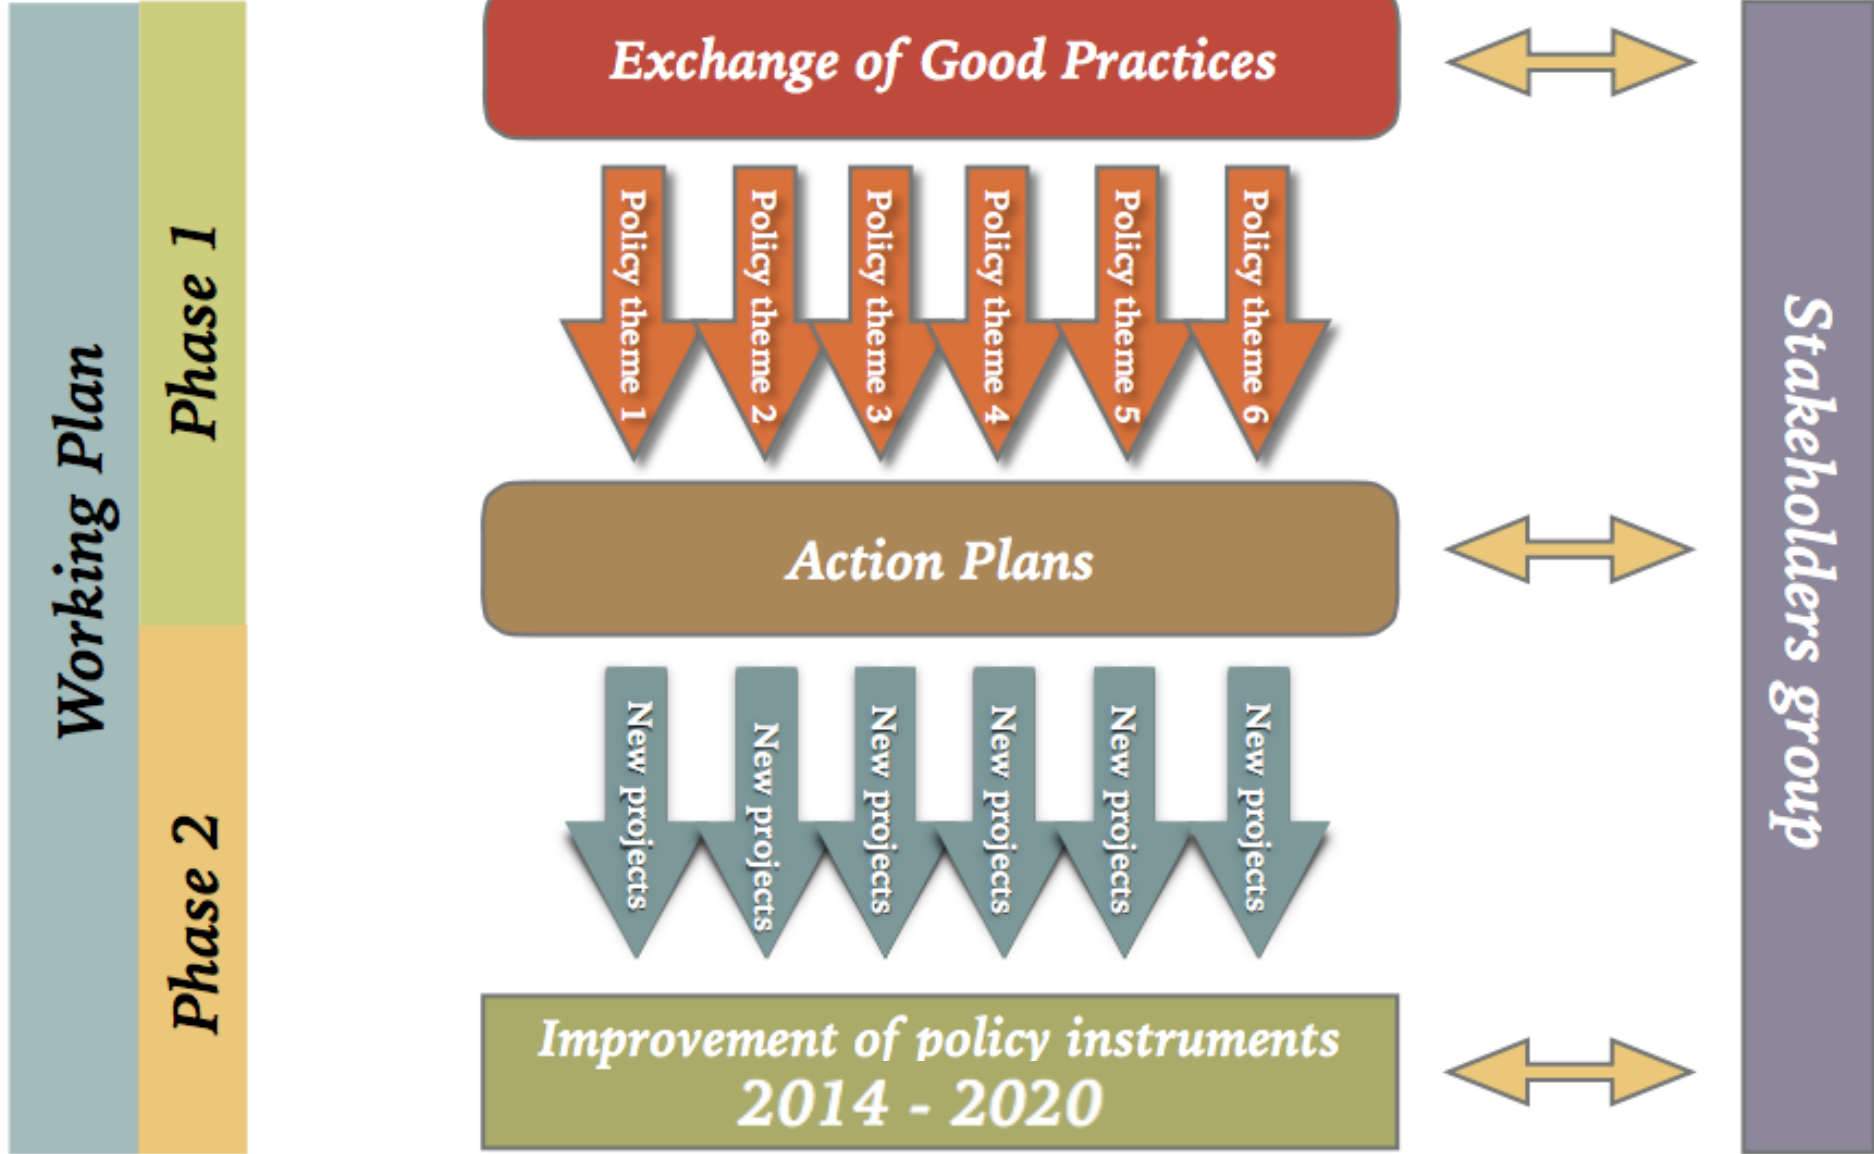 Working Plan
Phase 1
Phase 2
Exchange of Good Practices
Policy theme 1
Policy theme 2
Policy theme 3
Policy theme 4
Policy theme 5
Policy theme 6
Action Plans
New projects
New projects
New projects
New projects
New projects
New projects
Improvement of policy instruments
2014 - 2020
Stakeholders group